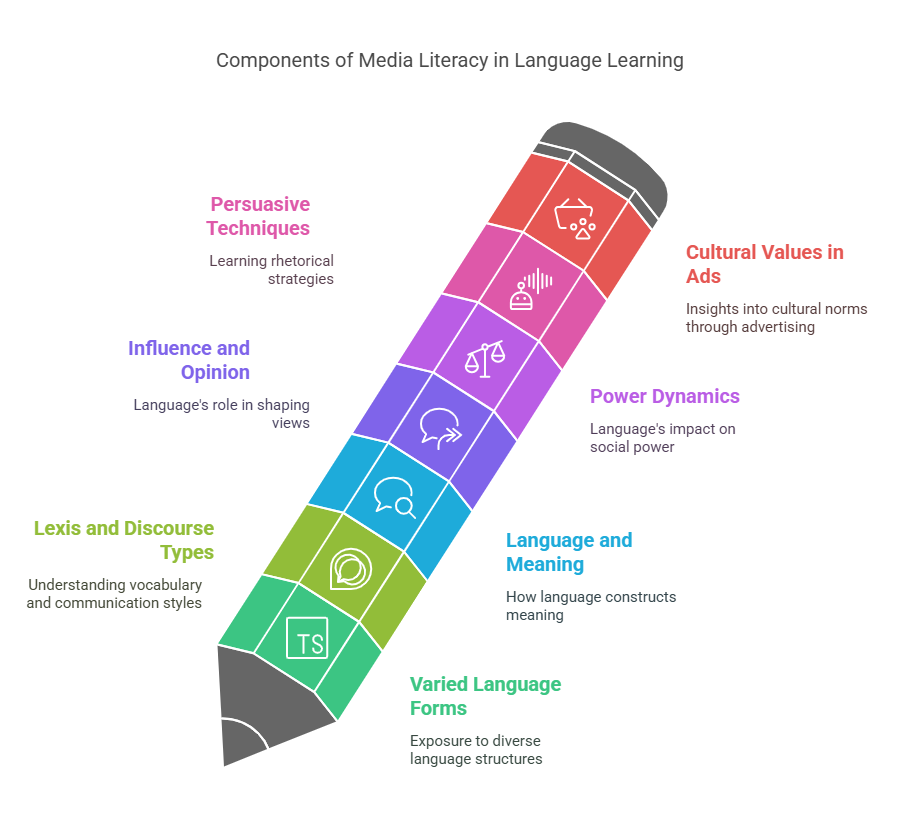 Components of Media Literacy in Language Learning
Persuasive
Techniques
Learning rhetorical
strategies
Cultural Values in
Ads
Insights into cultural norms
through advertising
Influence and
Opinion
Language's role in shaping
views
Power Dynamics
Language's impact on
social power
Lexis and Discourse
Types
Understanding vocabulary
and communication styles
Language and
Meaning
How language constructs
meaning
TS
Varied Language
Forms
Exposure to diverse
language structures